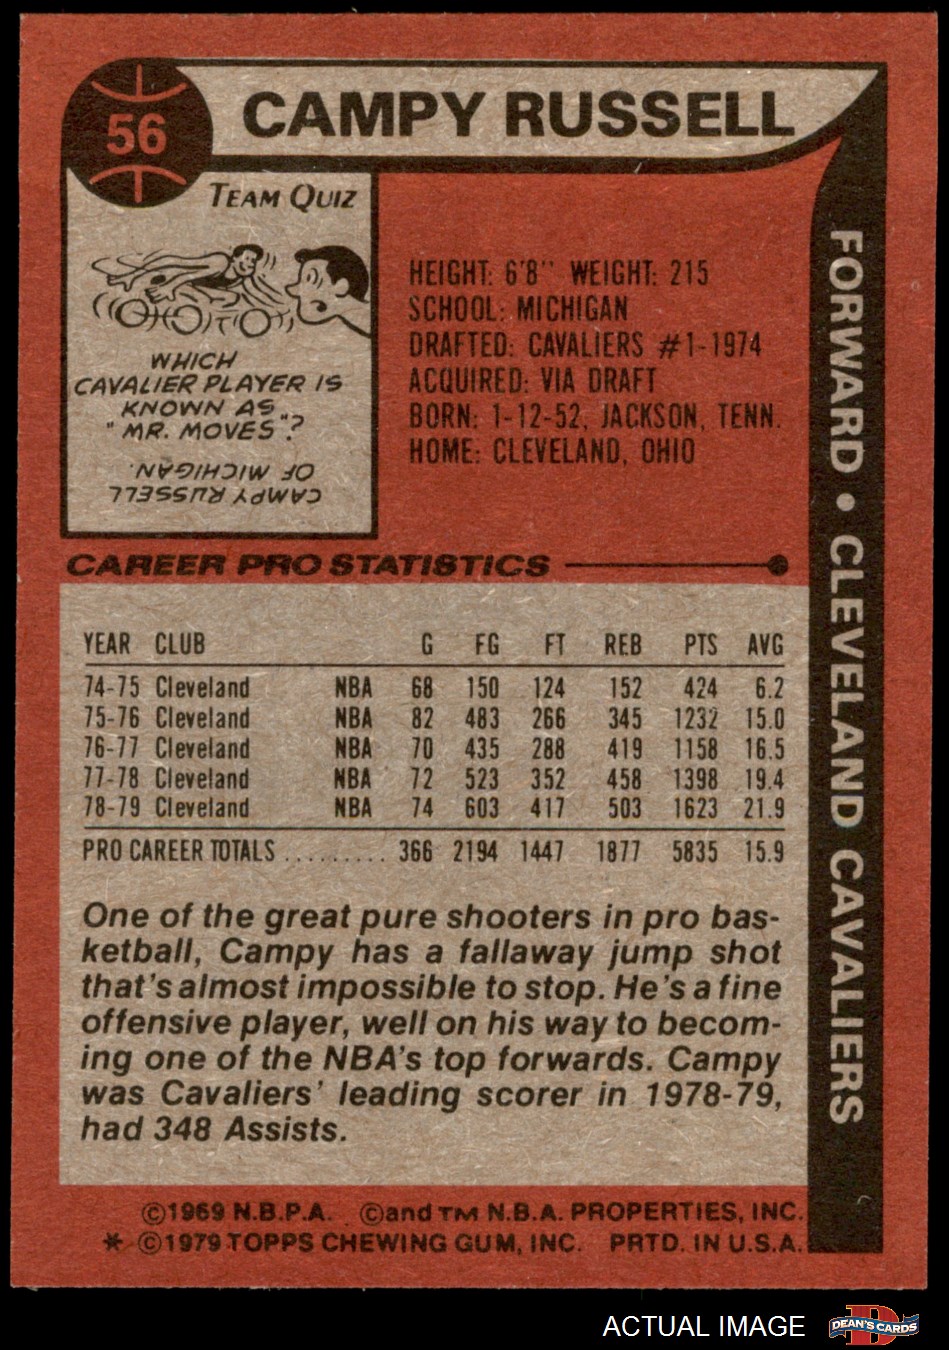 56
CAMPY RUSSELL
TEAM QUIZ
WHICH
CAVALIER PLAYER IS
KNOWN AS
"MR. MOVES"?
CAMPY RUSSELL
OF MICHIGAN.
HEIGHT: 6'8" WEIGHT: 215
SCHOOL: MICHIGAN
DRAFTED: CAVALIERS #1-1974
ACQUIRED: VIA DRAFT
BORN: 1-12-52, JACKSON, TENN.
HOME: CLEVELAND, OHIO
FORWARD • CLEVELAND CAVALIERS
CAREER PRO STATISTICS
YEAR CLUB G FG FT REB PTS AVG
74-75 Cleveland NBA 68 150 124 152 424 6.2
75-76 Cleveland NBA 82 483 266 345 1232 15.0
76-77 Cleveland NBA 70 435 288 419 1158 16.5
77-78 Cleveland NBA 72 523 352 458 1398 19.4
78-79 Cleveland NBA 74 603 417 503 1623 21.9
PRO CAREER TOTALS ......... 366 2194 1447 1877 5835 15.9
One of the great pure shooters in pro bas-
ketball, Campy has a fallaway jump shot
that's almost impossible to stop. He's a fine
offensive player, well on his way to becom-
ing one of the NBA's top forwards. Campy
was Cavaliers' leading scorer in 1978-79,
had 348 Assists.
©1969 N.B.P.A. ©and TM N.B.A. PROPERTIES, INC.
* ©1979 TOPPS CHEWING GUM, INC. PRTD. IN U.S.A.
ACTUAL IMAGE
D
DEAN'S CARDS